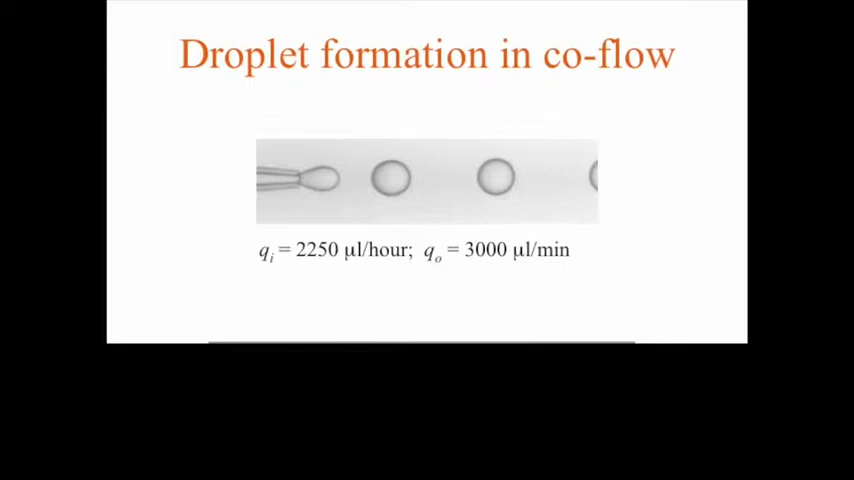 Droplet formation in co-flow
qᵢ = 2250 µl/hour; qₒ = 3000 µl/min